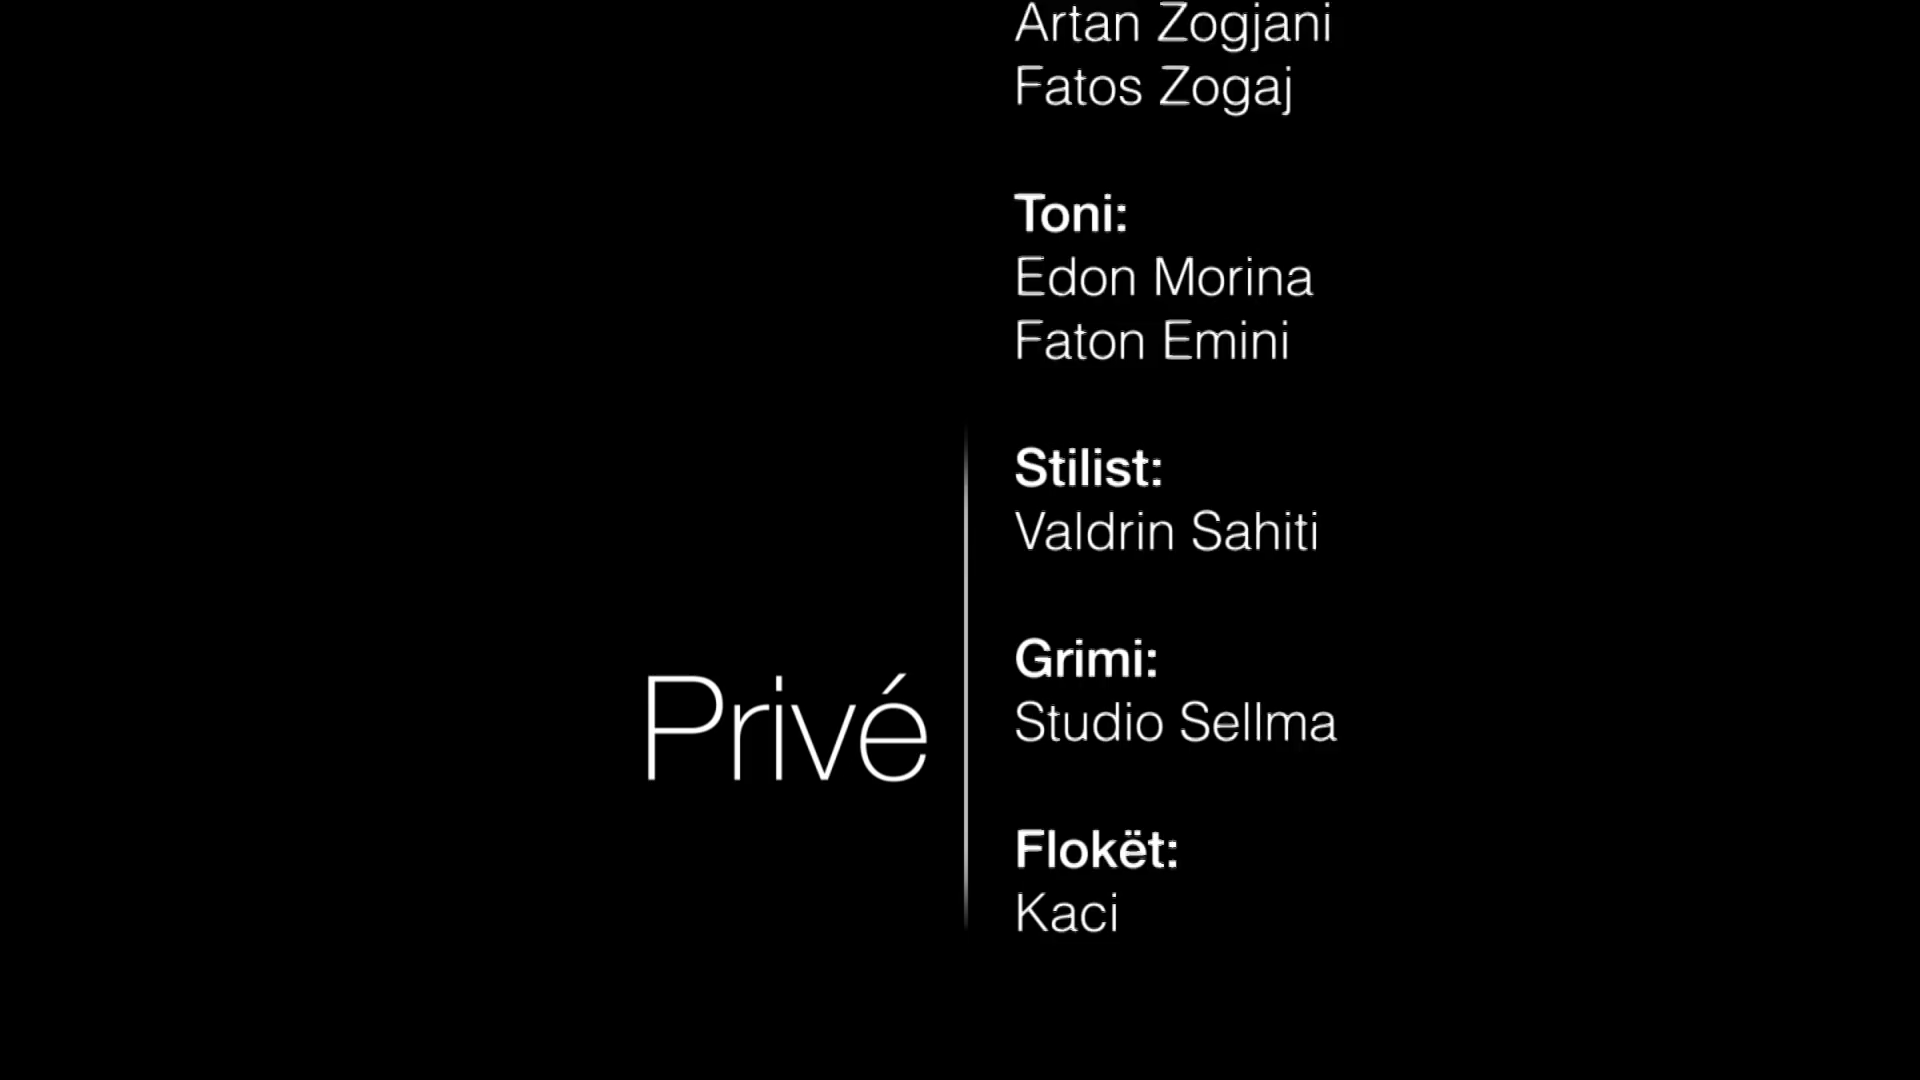 Artan Zogjani
Fatos Zogaj
Toni:
Edon Morina
Faton Emini
Stilist:
Valdrin Sahiti
Grimi:
Studio Sellma
Privé
Flokët:
Kaci